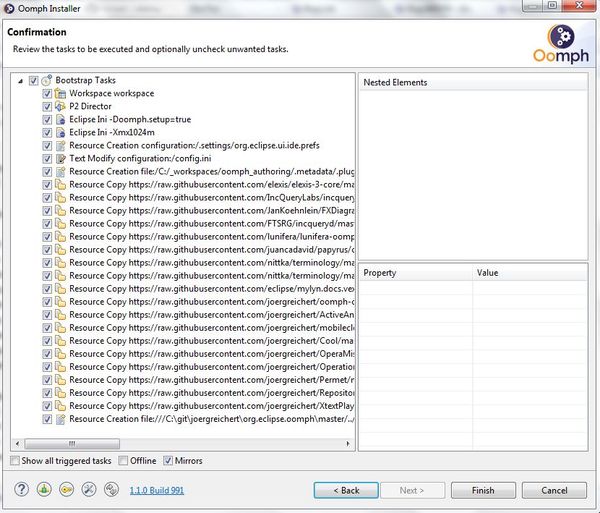 Oomph Installer
Confirmation
Review the tasks to be executed and optionally uncheck unwanted tasks.
Oomph
Bootstrap Tasks
Workspace workspace
P2 Director
Eclipse Ini -Doomph.setup=true
Eclipse Ini -Xmx1024m
Resource Creation configuration:/.settings/org.eclipse.ui.ide.prefs
Text Modify configuration:/config.ini
Resource Creation file:/C:/_workspaces/oomph_authoring/.metadata/.plug
Resource Copy https://raw.githubusercontent.com/elexis/elexis-3-core/ma
Resource Copy https://raw.githubusercontent.com/IncQueryLabs/incquery
Resource Copy https://raw.githubusercontent.com/JanKoehnlein/FXDiagra
Resource Copy https://raw.githubusercontent.com/FTSRG/incqueryd/mas
Resource Copy https://raw.githubusercontent.com/lunifera/lunifera-oomp
Resource Copy https://raw.githubusercontent.com/juancadavid/papyrus/c
Resource Copy https://raw.githubusercontent.com/nittka/terminology/ma
Resource Copy https://raw.githubusercontent.com/nittka/terminology/ma
Resource Copy https://raw.githubusercontent.com/eclipse/mylyn.docs.vex
Resource Copy https://raw.githubusercontent.com/joergreichert/oomph-c
Resource Copy https://raw.githubusercontent.com/joergreichert/ActiveAn
Resource Copy https://raw.githubusercontent.com/joergreichert/mobilecl
Resource Copy https://raw.githubusercontent.com/joergreichert/Cool/ma
Resource Copy https://raw.githubusercontent.com/joergreichert/OperaMis
Resource Copy https://raw.githubusercontent.com/joergreichert/Operation
Resource Copy https://raw.githubusercontent.com/joergreichert/Permet/m
Resource Copy https://raw.githubusercontent.com/joergreichert/Repositor
Resource Copy https://raw.githubusercontent.com/joergreichert/XtextPlay
Resource Creation file:///C:\git\joergreichert\org.eclipse.oomph\master/../
Nested Elements
Property Value
Show all triggered tasks Offline Mirrors
1.1.0 Build 991
< Back Next > Finish Cancel